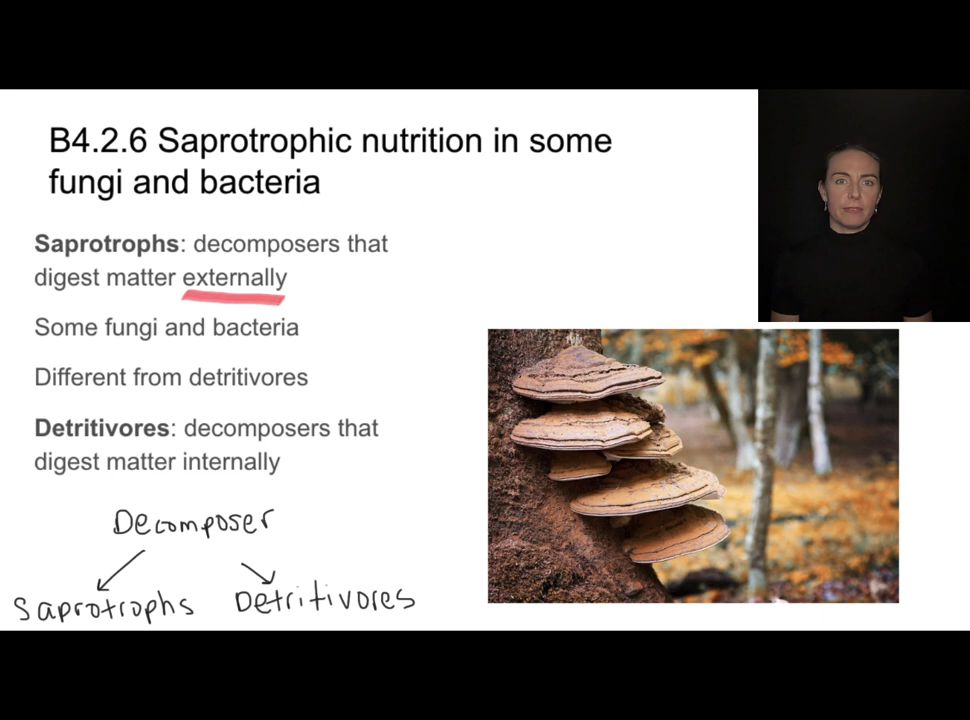 B4.2.6 Saprotrophic nutrition in some
fungi and bacteria
Saprotrophs: decomposers that
digest matter externally
Some fungi and bacteria
Different from detritivores
Detritivores: decomposers that
digest matter internally
Decomposer
Saprotrophs Detritivores